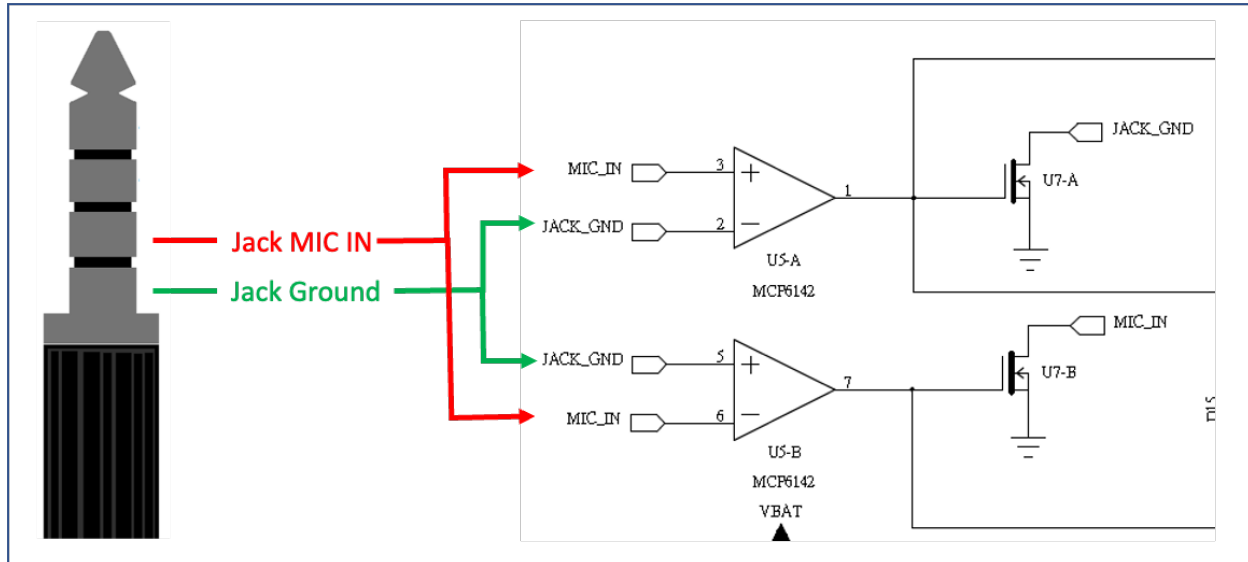 Jack MIC IN
Jack Ground
MIC_IN
3
+
JACK_GND
2
−
1
U5-A
MCP6142
JACK_GND
U7-A
JACK_GND
5
+
MIC_IN
6
−
7
U5-B
MCP6142
VBAT
MIC_IN
U7-B